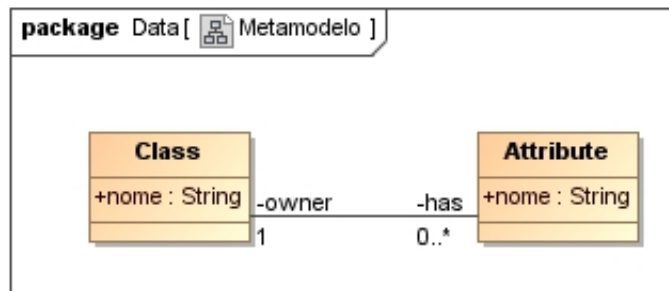 package Data[ Metamodelo ]
Class
+nome : String
-owner
1
-has
0..*
Attribute
+nome : String